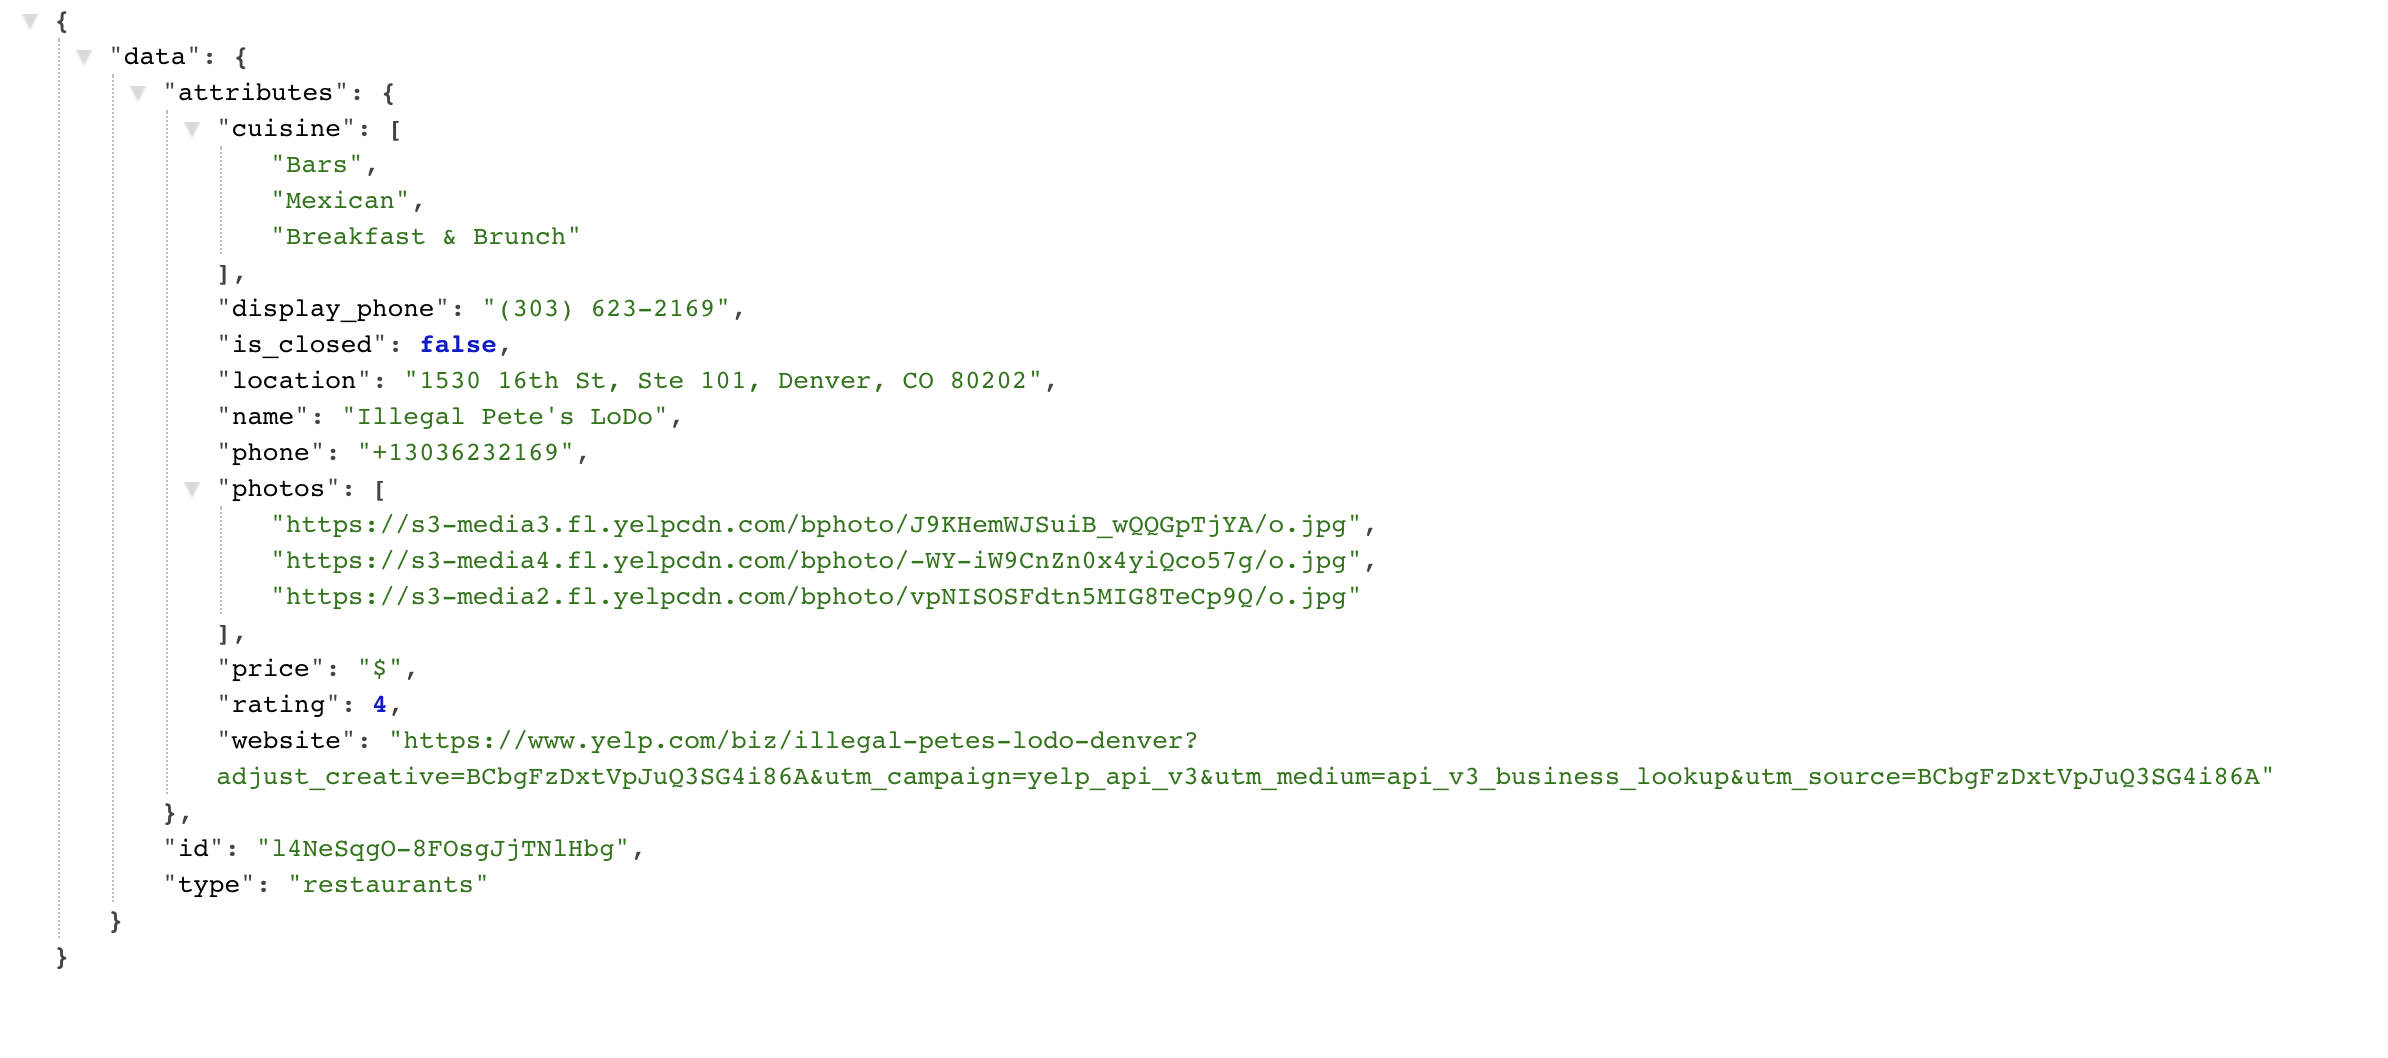 {
"data": {
"attributes": {
"cuisine": [
"Bars",
"Mexican",
"Breakfast & Brunch"
],
"display_phone": "(303) 623-2169",
"is_closed": false,
"location": "1530 16th St, Ste 101, Denver, CO 80202",
"name": "Illegal Pete's LoDo",
"phone": "+13036232169",
"photos": [
"https://s3-media3.fl.yelpcdn.com/bphoto/J9KHemWJSuiB_wQQGpTjYA/o.jpg",
"https://s3-media4.fl.yelpcdn.com/bphoto/-WY-iW9CnZn0x4yiQco57g/o.jpg",
"https://s3-media2.fl.yelpcdn.com/bphoto/vpNISOSFdtn5MIG8TeCp9Q/o.jpg"
],
"price": "$",
"rating": 4,
"website": "https://www.yelp.com/biz/illegal-petes-lodo-denver?
adjust_creative=BCbgFzDxtVpJuQ3SG4i86A&utm_campaign=yelp_api_v3&utm_medium=api_v3_business_lookup&utm_source=BCbgFzDxtVpJuQ3SG4i86A"
},
"id": "l4NeSqgO-8FOsgJjTNlHbg",
"type": "restaurants"
}
}